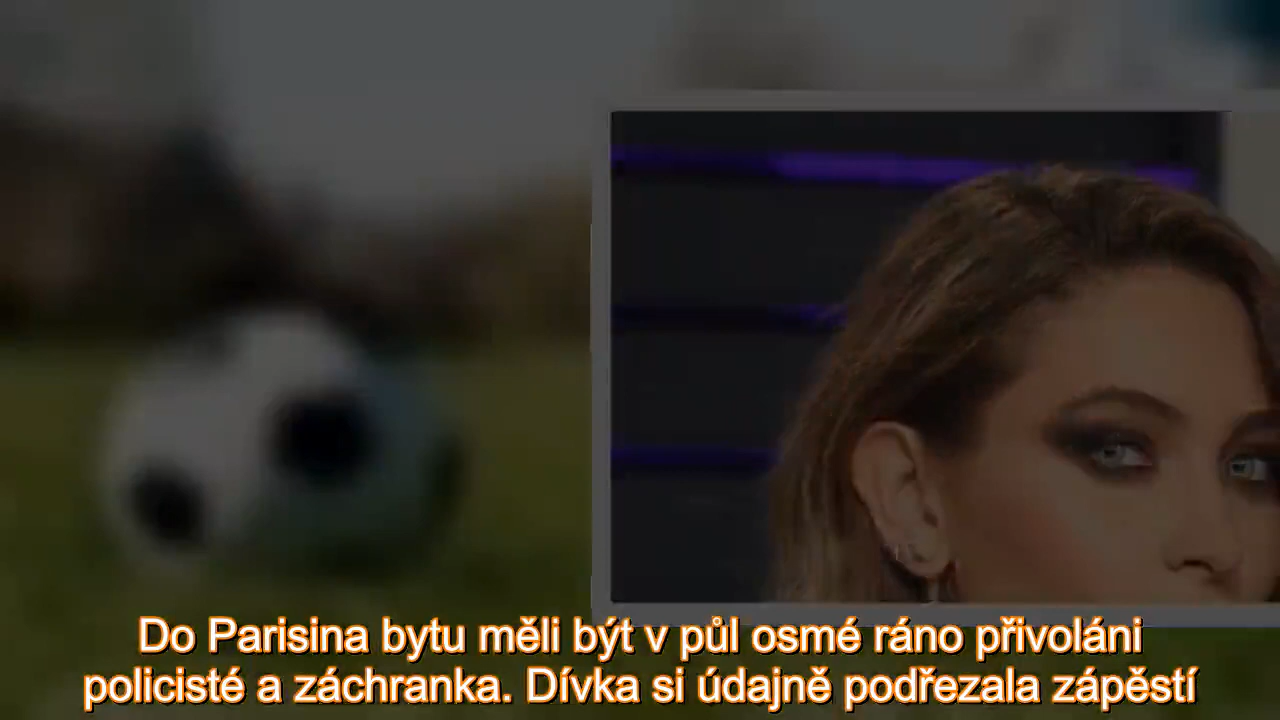 Do Parisina bytu měli být v půl osmé ráno přivoláni
policisté a záchranka. Dívka si údajně podřezala zápěstí